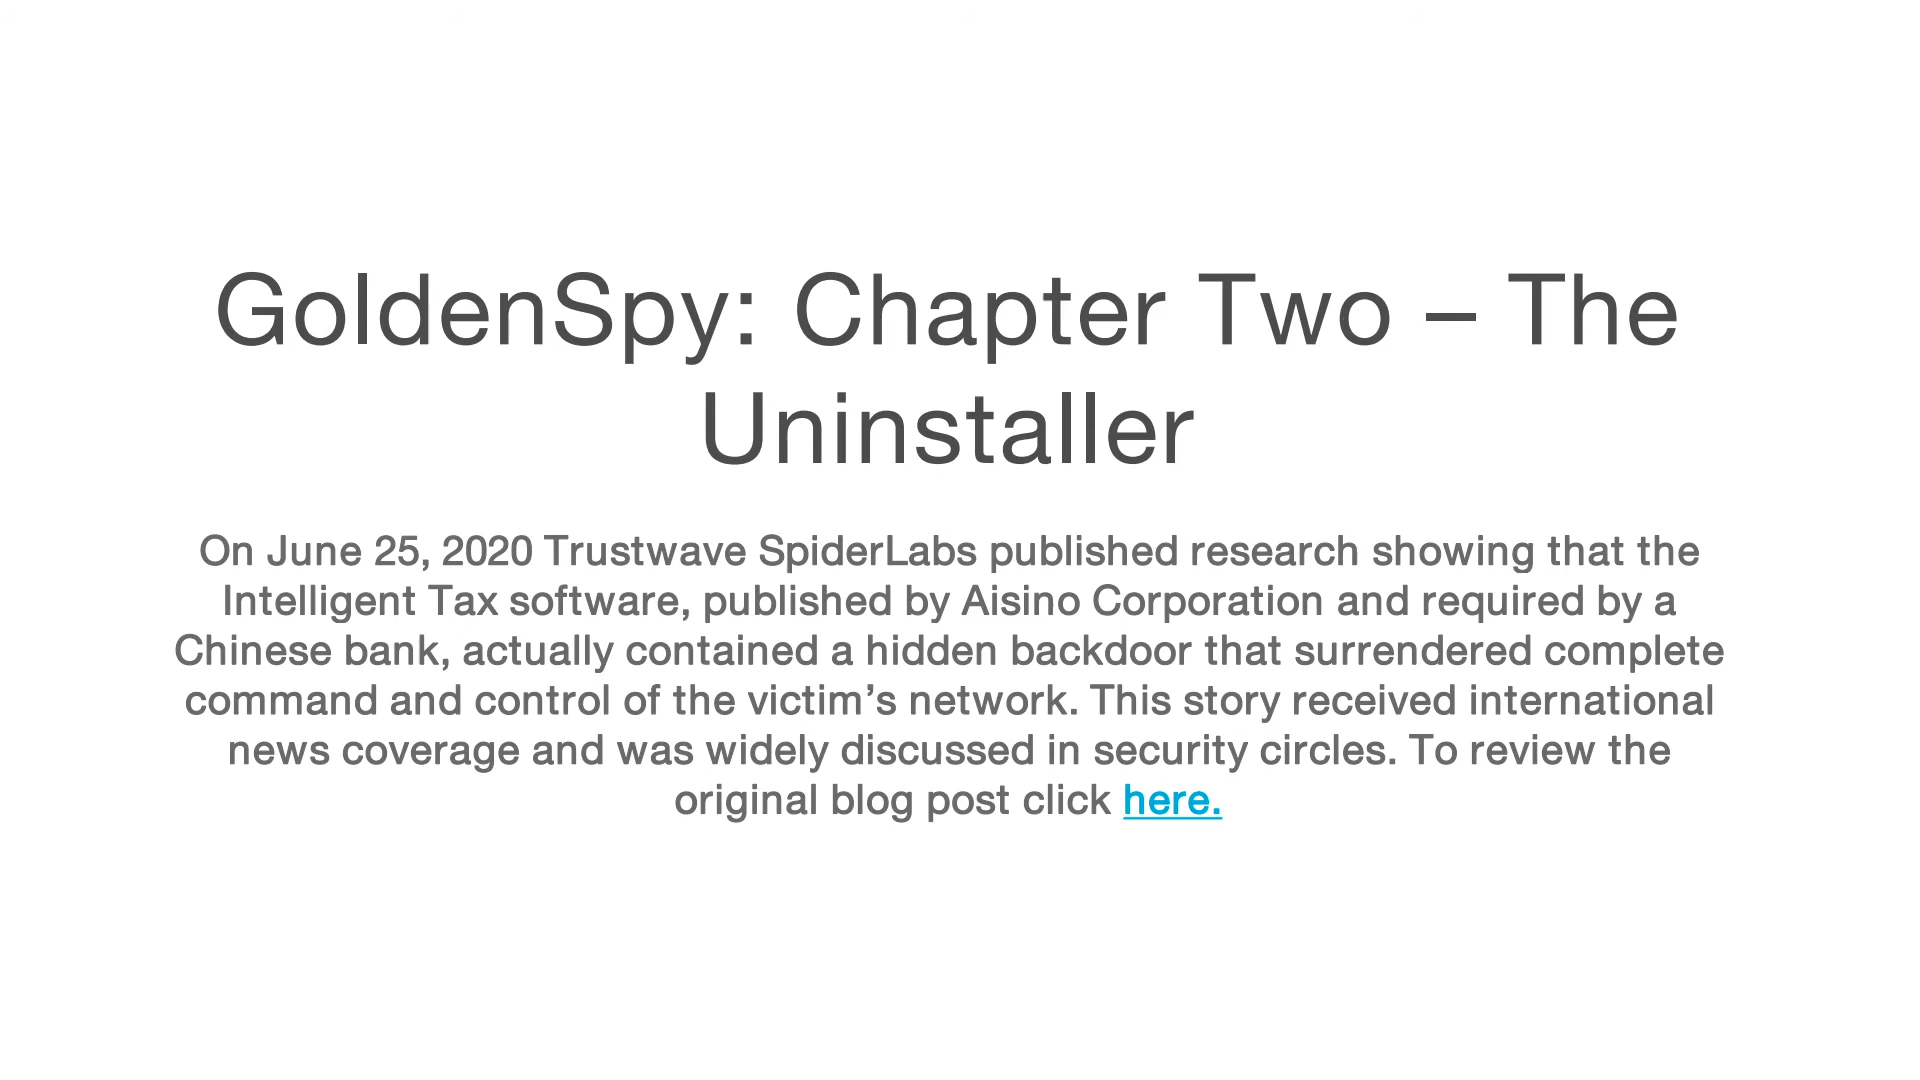 GoldenSpy: Chapter Two – The
Uninstaller
On June 25, 2020 Trustwave SpiderLabs published research showing that the
Intelligent Tax software, published by Aisino Corporation and required by a
Chinese bank, actually contained a hidden backdoor that surrendered complete
command and control of the victim’s network. This story received international
news coverage and was widely discussed in security circles. To review the
original blog post click here.